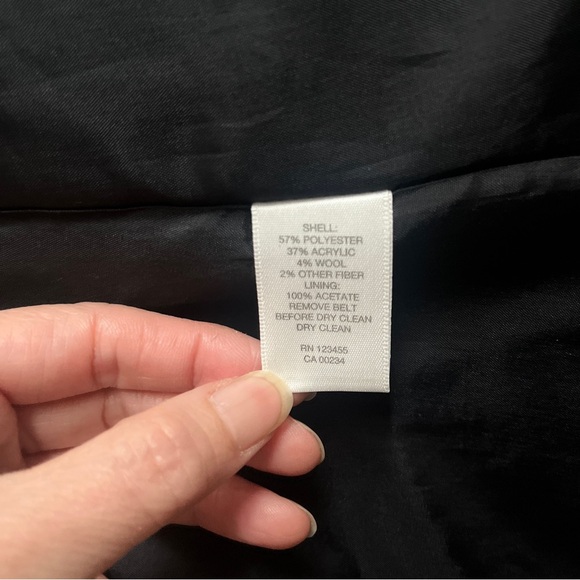 SHELL:
57% POLYESTER
37% ACRYLIC
4% WOOL
2% OTHER FIBER
LINING:
100% ACETATE
REMOVE BELT
BEFORE DRY CLEAN
DRY CLEAN
RN 123455
CA 00234